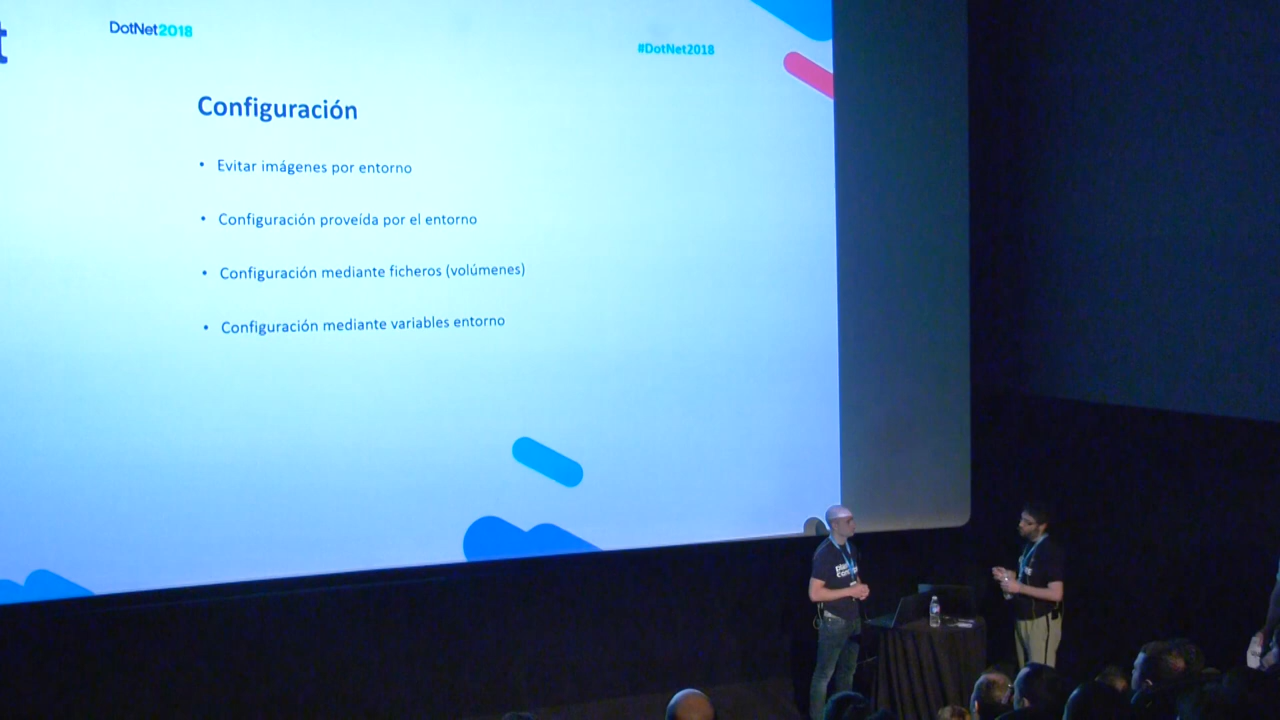 DotNet2018
#DotNet2018
Configuración
• Evitar imágenes por entorno
• Configuración proveída por el entorno
• Configuración mediante ficheros (volúmenes)
• Configuración mediante variables entorno